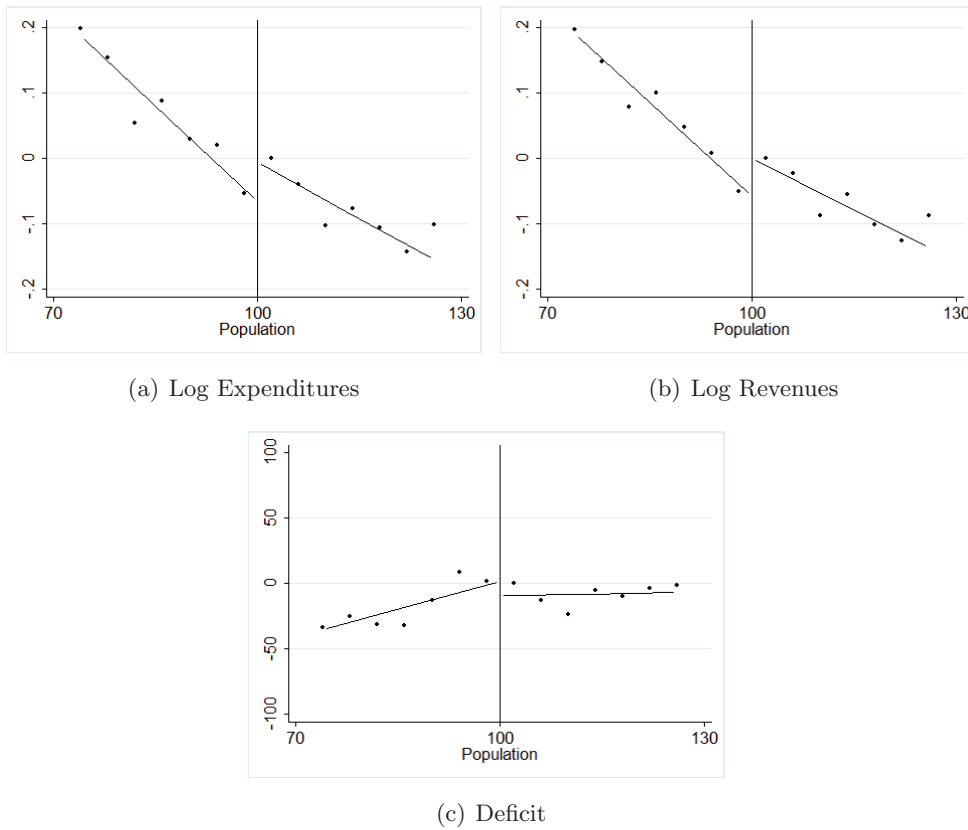 .2
.1
0
-.1
-.2
70 100 130
Population
(a) Log Expenditures
.2
.1
0
-.1
-.2
70 100 130
Population
(b) Log Revenues
100
50
0
-50
-100
70 100 130
Population
(c) Deficit